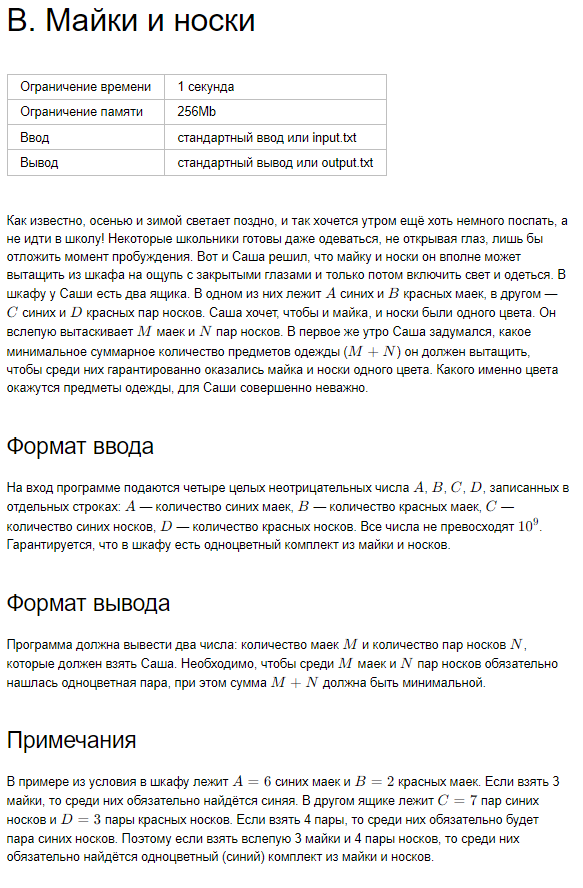 В. Майки и носки
Ограничение времени 1 секунда
Ограничение памяти 256Mb
Ввод стандартный ввод или input.txt
Вывод стандартный вывод или output.txt
Как известно, осенью и зимой светает поздно, и так хочется утром ещё хоть немного поспать, а
не идти в школу! Некоторые школьники готовы даже одеваться, не открывая глаз, лишь бы
отложить момент пробуждения. Вот и Саша решил, что майку и носки он вполне может
вытащить из шкафа на ощупь с закрытыми глазами и только потом включить свет и одеться. В
шкафу у Саши есть два ящика. В одном из них лежит A синих и B красных маек, в другом —
C синих и D красных пар носков. Саша хочет, чтобы и майка, и носки были одного цвета. Он
вслепую вытаскивает M маек и N пар носков. В первое же утро Саша задумался, какое
минимальное суммарное количество предметов одежды (M + N) он должен вытащить,
чтобы среди них гарантированно оказались майка и носки одного цвета. Какого именно цвета
окажутся предметы одежды, для Саши совершенно неважно.
Формат ввода
На вход программе подаются четыре целых неотрицательных числа A, B, C, D, записанных в
отдельных строках: A — количество синих маек, B — количество красных маек, C —
количество синих носков, D — количество красных носков. Все числа не превосходят 10⁹.
Гарантируется, что в шкафу есть одноцветный комплект из майки и носков.
Формат вывода
Программа должна вывести два числа: количество маек M и количество пар носков N,
которые должен взять Саша. Необходимо, чтобы среди M маек и N пар носков обязательно
нашлась одноцветная пара, при этом сумма M + N должна быть минимальной.
Примечания
В примере из условия в шкафу лежит A = 6 синих маек и B = 2 красных маек. Если взять 3
майки, то среди них обязательно найдётся синяя. В другом ящике лежит C = 7 пар синих
носков и D = 3 пары красных носков. Если взять 4 пары, то среди них обязательно будет
пара синих носков. Поэтому если взять вслепую 3 майки и 4 пары носков, то среди них
обязательно найдётся одноцветный (синий) комплект из майки и носков.